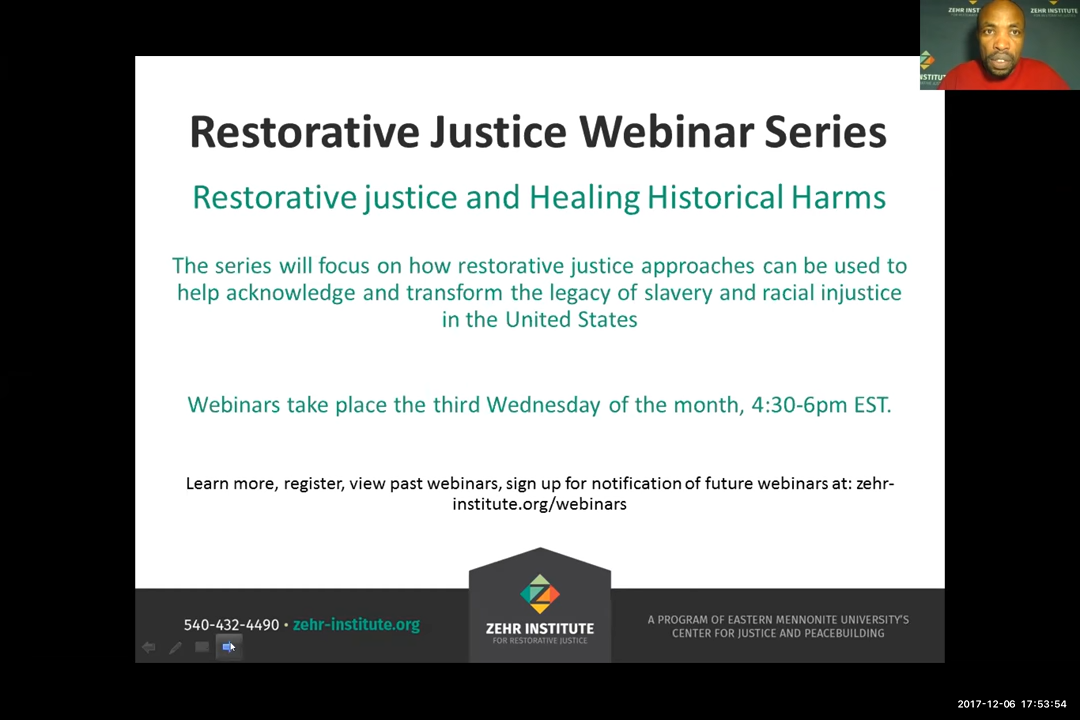 ZEHR INSTITUTE
Restorative Justice Webinar Series
Restorative justice and Healing Historical Harms
The series will focus on how restorative justice approaches can be used to
help acknowledge and transform the legacy of slavery and racial injustice
in the United States
Webinars take place the third Wednesday of the month, 4:30-6pm EST.
Learn more, register, view past webinars, sign up for notification of future webinars at: zehr-
institute.org/webinars
540-432-4490 • zehr-institute.org
ZEHR INSTITUTE
FOR RESTORATIVE JUSTICE
A PROGRAM OF EASTERN MENNONITE UNIVERSITY'S
CENTER FOR JUSTICE AND PEACEBUILDING
2017-12-06 17:53:54